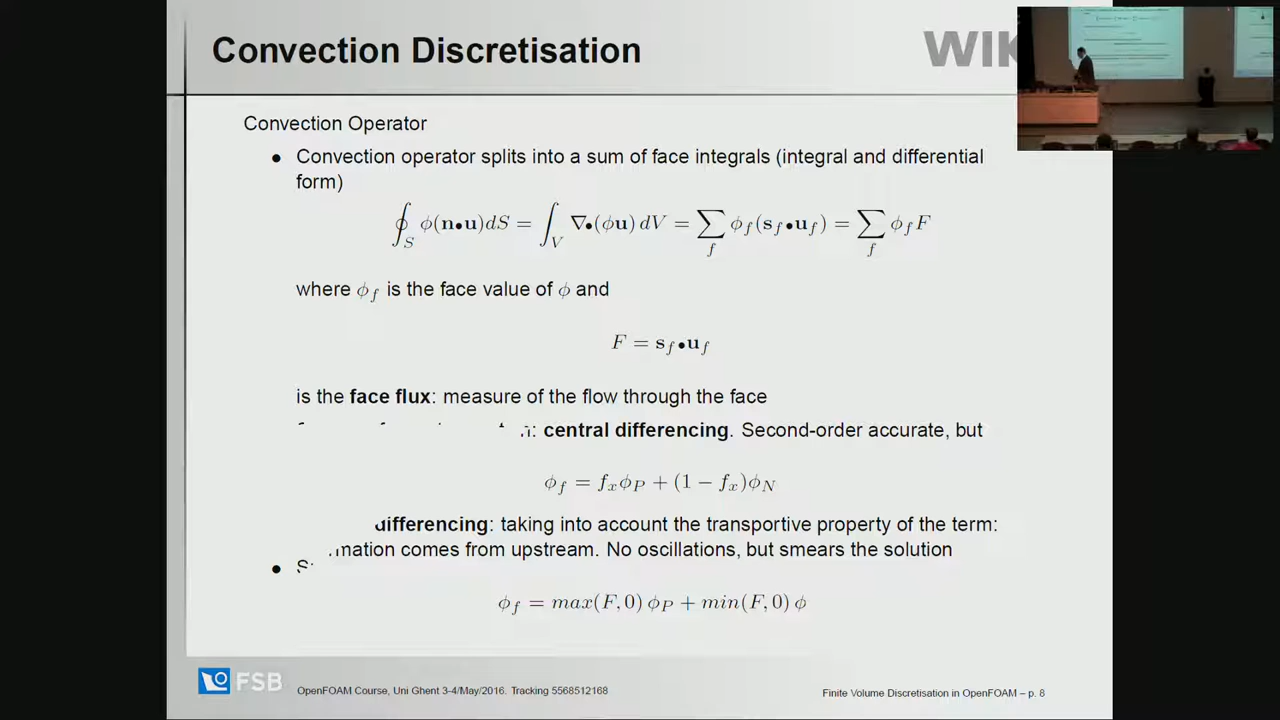 Convection Discretisation
WIK
Convection Operator
• Convection operator splits into a sum of face integrals (integral and differential
form)
∮_S ϕ(n•u)dS = ∫_V ∇•(ϕu) dV = ∑_f ϕ_f(s_f•u_f) = ∑_f ϕ_f F
where ϕ_f is the face value of ϕ and
F = s_f•u_f
is the face flux: measure of the flow through the face
: central differencing. Second-order accurate, but
ϕ_f = f_x ϕ_P + (1 − f_x)ϕ_N
differencing: taking into account the transportive property of the term:
mation comes from upstream. No oscillations, but smears the solution
• S
ϕ_f = max(F, 0) ϕ_P + min(F, 0) ϕ
FSB
OpenFOAM Course, Uni Ghent 3-4/May/2016. Tracking 5568512168
Finite Volume Discretisation in OpenFOAM – p. 8